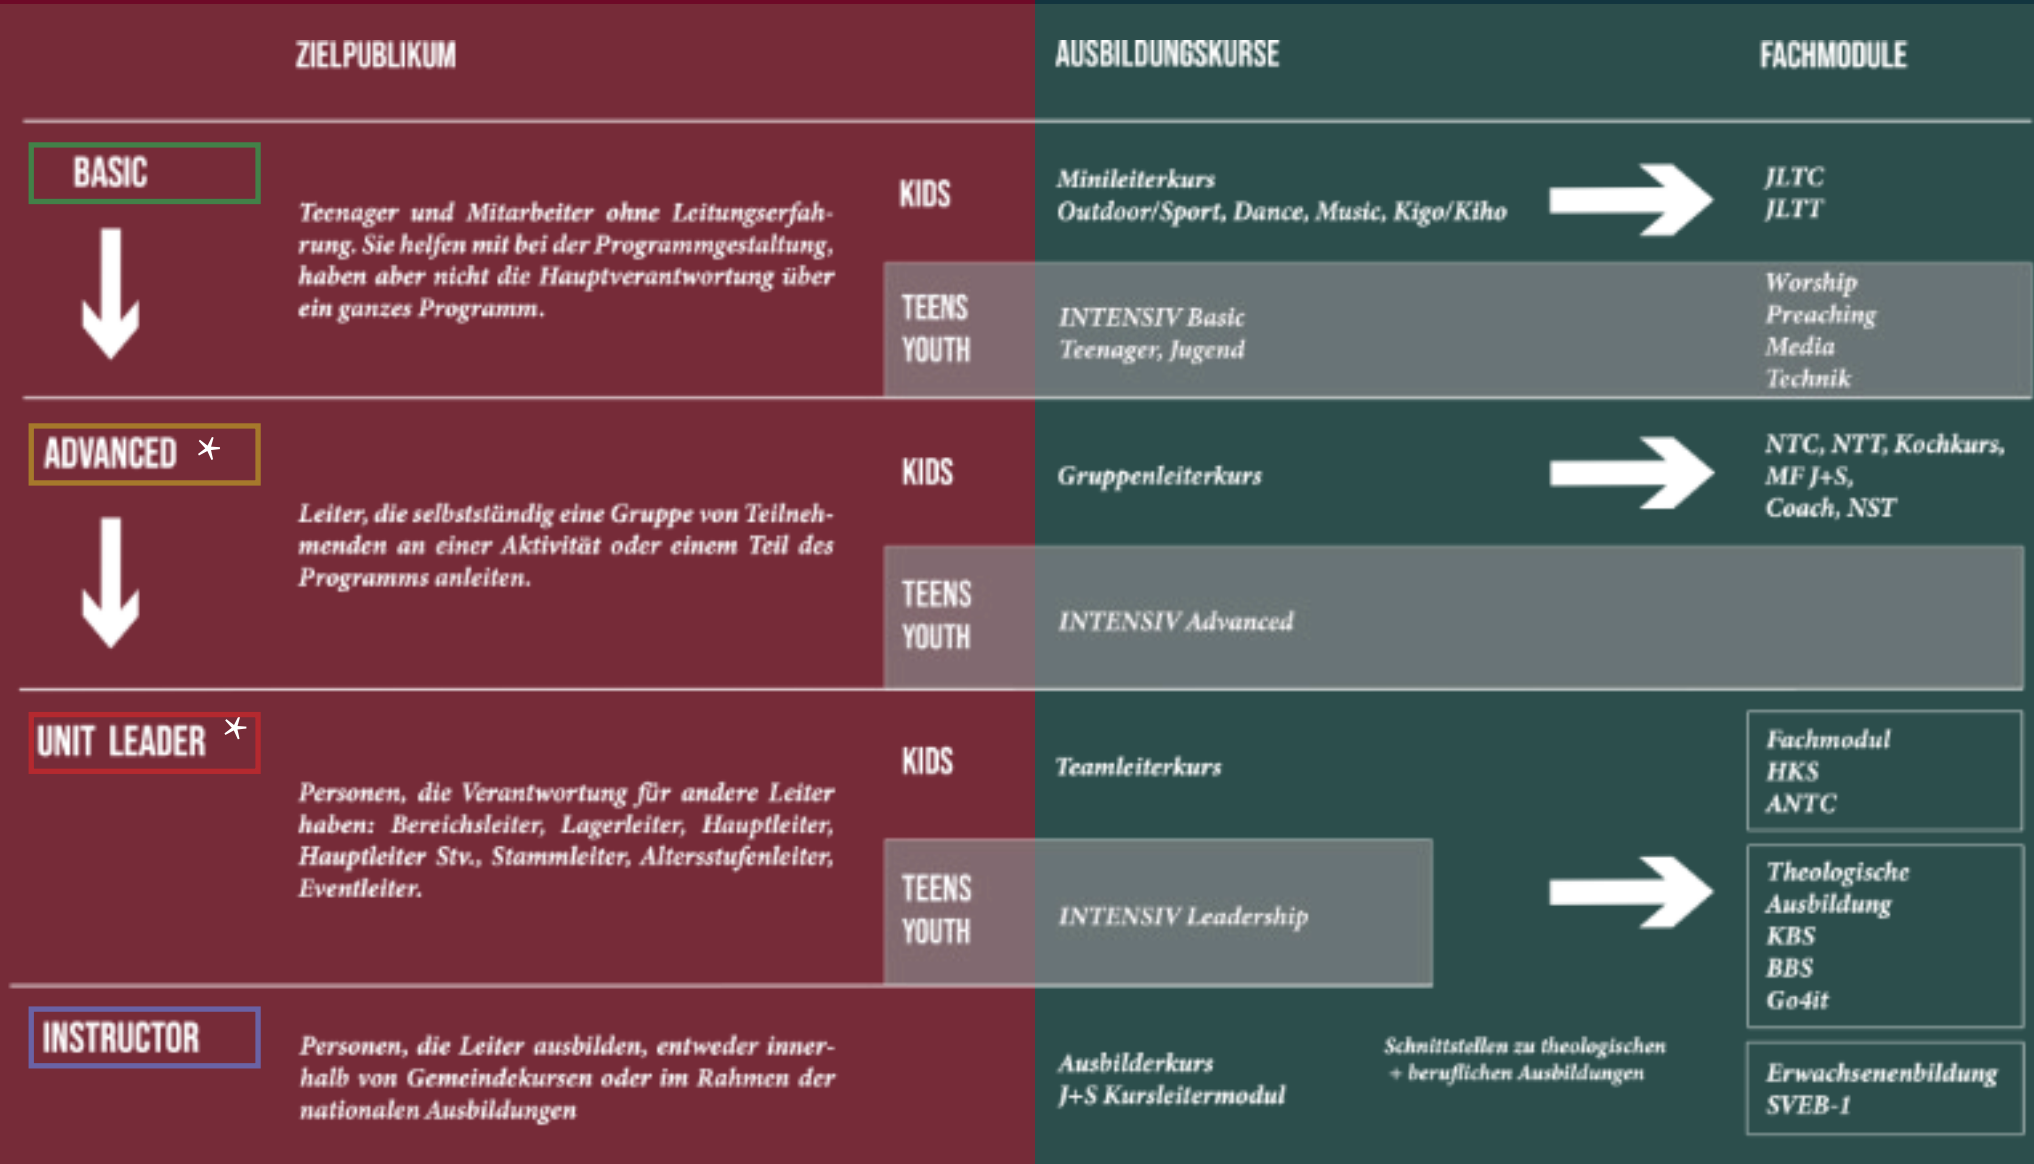 ZIELPUBLIKUM
AUSBILDUNGSKURSE
FACHMODULE
BASIC
Teenager und Mitarbeiter ohne Leitungserfah-
rung. Sie helfen mit bei der Programmgestaltung,
haben aber nicht die Hauptverantwortung über
ein ganzes Programm.
KIDS
Minileiterkurs
Outdoor/Sport, Dance, Music, Kigo/Kiho
JLTC
JLTT
TEENS
YOUTH
INTENSIV Basic
Teenager, Jugend
Worship
Preaching
Media
Technik
ADVANCED *
Leiter, die selbstständig eine Gruppe von Teilneh-
menden an einer Aktivität oder einem Teil des
Programms anleiten.
KIDS
Gruppenleiterkurs
NTC, NTT, Kochkurs,
MF J+S,
Coach, NST
TEENS
YOUTH
INTENSIV Advanced
UNIT LEADER *
Personen, die Verantwortung für andere Leiter
haben: Bereichsleiter, Lagerleiter, Hauptleiter,
Hauptleiter Stv., Stammleiter, Altersstufenleiter,
Eventleiter.
KIDS
Teamleiterkurs
TEENS
YOUTH
INTENSIV Leadership
Fachmodul
HKS
ANTC
Theologische
Ausbildung
KBS
BBS
Go4it
INSTRUCTOR
Personen, die Leiter ausbilden, entweder inner-
halb von Gemeindekursen oder im Rahmen der
nationalen Ausbildungen
Ausbilderkurs
J+S Kursleitermodul
Schnittstellen zu theologischen
+ beruflichen Ausbildungen
Erwachsenenbildung
SVEB-1